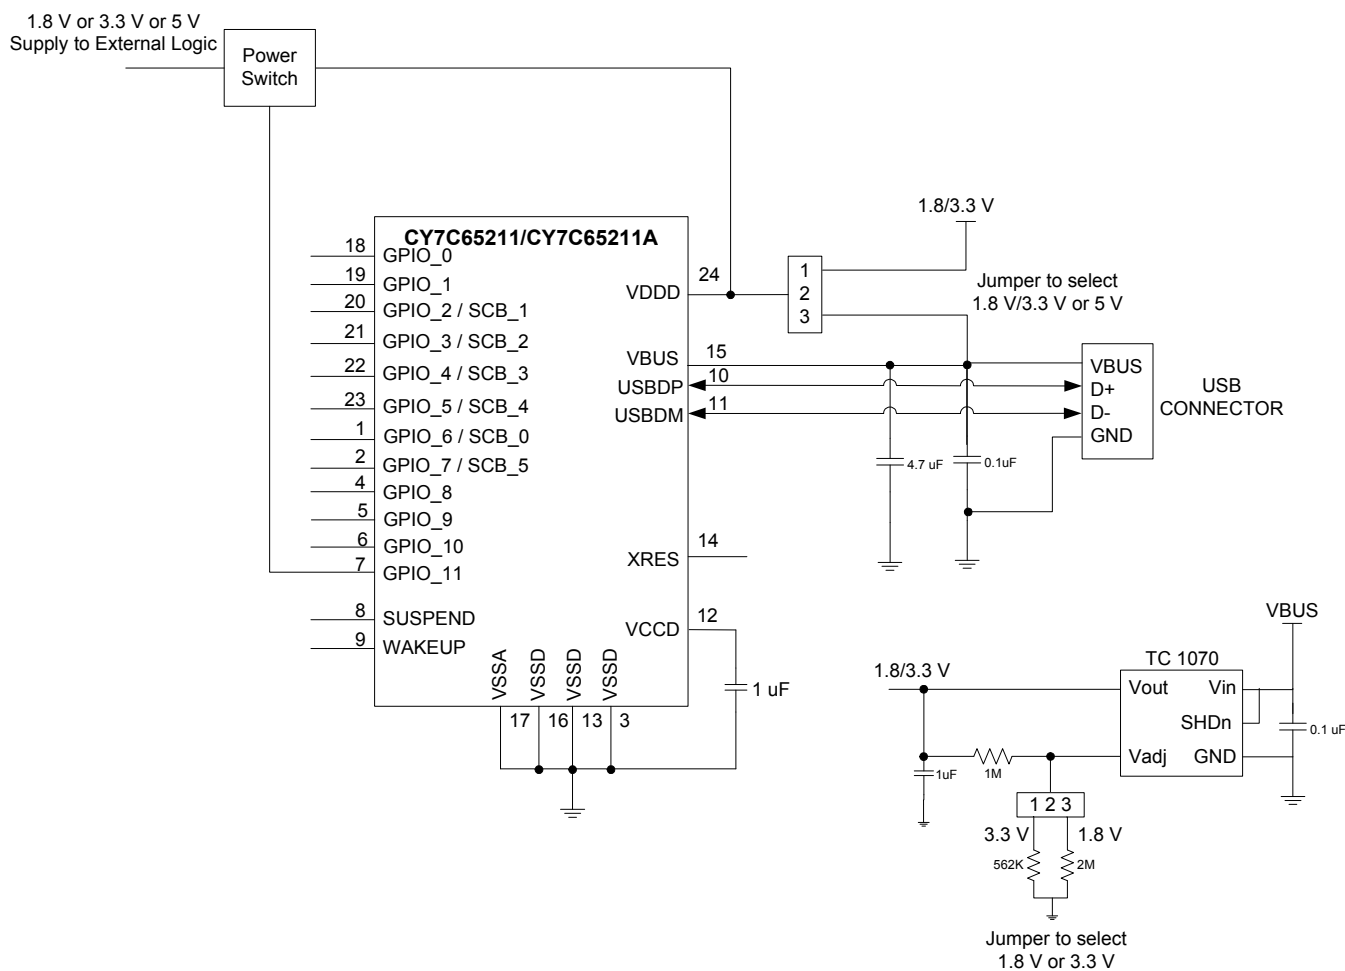 1.8 V or 3.3 V or 5 V
Supply to External Logic
Power
Switch
CY7C65211/CY7C65211A
18
GPIO_0
19
GPIO_1
20
GPIO_2 / SCB_1
21
GPIO_3 / SCB_2
22
GPIO_4 / SCB_3
23
GPIO_5 / SCB_4
1
GPIO_6 / SCB_0
2
GPIO_7 / SCB_5
4
GPIO_8
5
GPIO_9
6
GPIO_10
7
GPIO_11
8
SUSPEND
9
WAKEUP
VDDD
24
VBUS
15
USBDP
10
USBDM
11
XRES
14
VCCD
12
1 uF
VSSA
VSSD
VSSD
VSSD
17
16
13
3
1.8/3.3 V
1
2
3
Jumper to select
1.8 V/3.3 V or 5 V
VBUS
D+
D-
GND
USB
CONNECTOR
4.7 uF
0.1uF
VBUS
TC 1070
1.8/3.3 V
Vout
Vin
SHDn
Vadj
GND
0.1 uF
1uF
1M
1 2 3
3.3 V
1.8 V
562K
2M
Jumper to select
1.8 V or 3.3 V